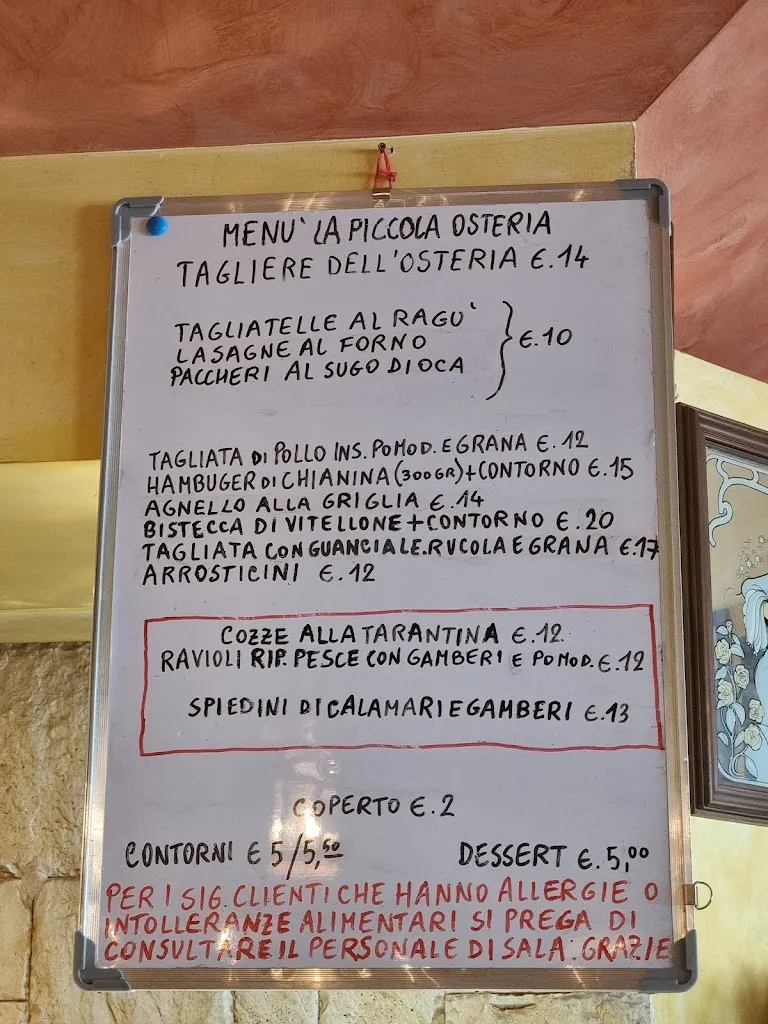 MENU` LA PICCOLA OSTERIA
TAGLIERE DELL'OSTERIA €.14
TAGLIATELLE AL RAGU`
LASAGNE AL FORNO
PACCHERI AL SUGO DI OCA
€.10
TAGLIATA DI POLLO INS. POMOD. E GRANA €.12
HAMBUGER DI CHIANINA (300GR)+CONTORNO €.15
AGNELLO ALLA GRIGLIA €.14
BISTECCA DI VITELLONE+CONTORNO €.20
TAGLIATA CON GUANCIALE.RUCOLA E GRANA €.17
ARROSTICINI €.12
COZZE ALLA TARANTINA €.12.
RAVIOLI RIP. PESCE CON GAMBERI E POMOD. €.12
SPIEDINI DI CALAMARI E GAMBERI €.13
COPERTO €.2
CONTORNI € 5/5,50 DESSERT €.5,00
PER I SIG. CLIENTI CHE HANNO ALLERGIE O
INTOLLERANZE ALIMENTARI SI PREGA DI
CONSULTARE IL PERSONALE DI SALA. GRAZIE